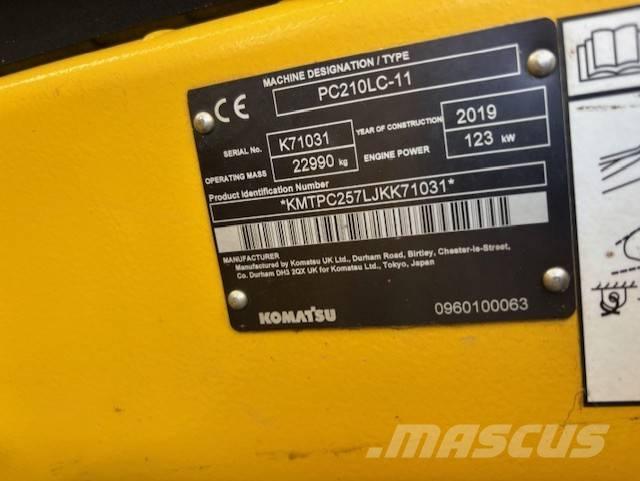 MACHINE DESIGNATION / TYPE
CE PC210LC-11
SERIAL No. K71031 YEAR OF CONSTRUCTION 2019
OPERATING MASS 22990 kg ENGINE POWER 123 kW
Product Identification Number
*KMTPC257LJKK71031*
MANUFACTURER
Manufactured by Komatsu UK Ltd., Durham Road, Birtley, Chester-le-Street,
Co. Durham DH3 2QX UK for Komatsu Ltd., Tokyo, Japan
KOMATSU 0960100063
MASCUS